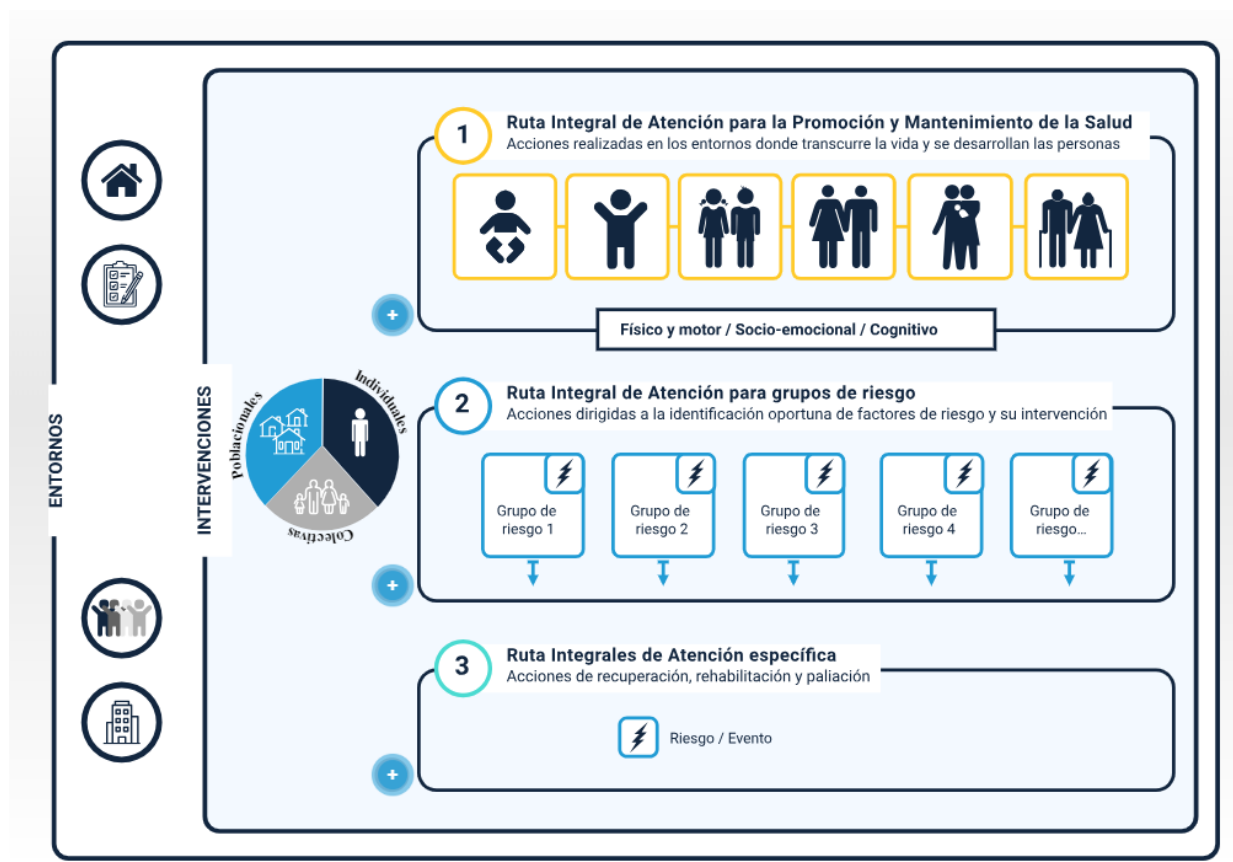 1
Ruta Integral de Atención para la Promoción y Mantenimiento de la Salud
Acciones realizadas en los entornos donde transcurre la vida y se desarrollan las personas
+
Físico y motor / Socio-emocional / Cognitivo
ENTORNOS
INTERVENCIONES
Poblacionales
Individuales
Colectivas
2
Ruta Integral de Atención para grupos de riesgo
Acciones dirigidas a la identificación oportuna de factores de riesgo y su intervención
Grupo de
riesgo 1
Grupo de
riesgo 2
Grupo de
riesgo 3
Grupo de
riesgo 4
Grupo de
riesgo...
+
3
Ruta Integrales de Atención específica
Acciones de recuperación, rehabilitación y paliación
Riesgo / Evento
+